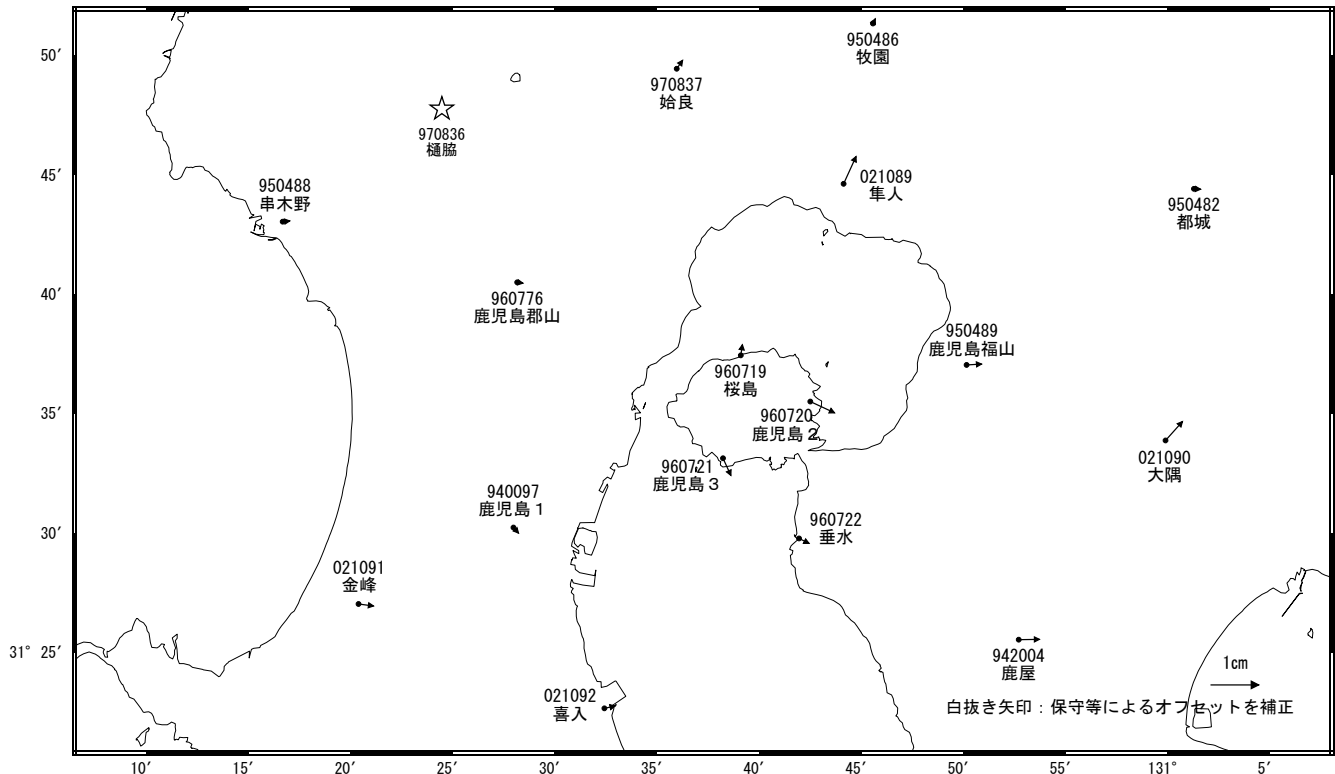 50′
45′
40′
35′
30′
31° 25′
950486
牧園
970837
姶良
970836
樋脇
021089
隼人
950488
串木野
950482
都城
960776
鹿児島郡山
950489
鹿児島福山
960719
桜島
960720
鹿児島２
021090
大隅
960721
鹿児島３
940097
鹿児島１
960722
垂水
021091
金峰
942004
鹿屋
1cm
021092
喜入
白抜き矢印：保守等によるオフセットを補正
10′
15′
20′
25′
30′
35′
40′
45′
50′
55′
131°
5′